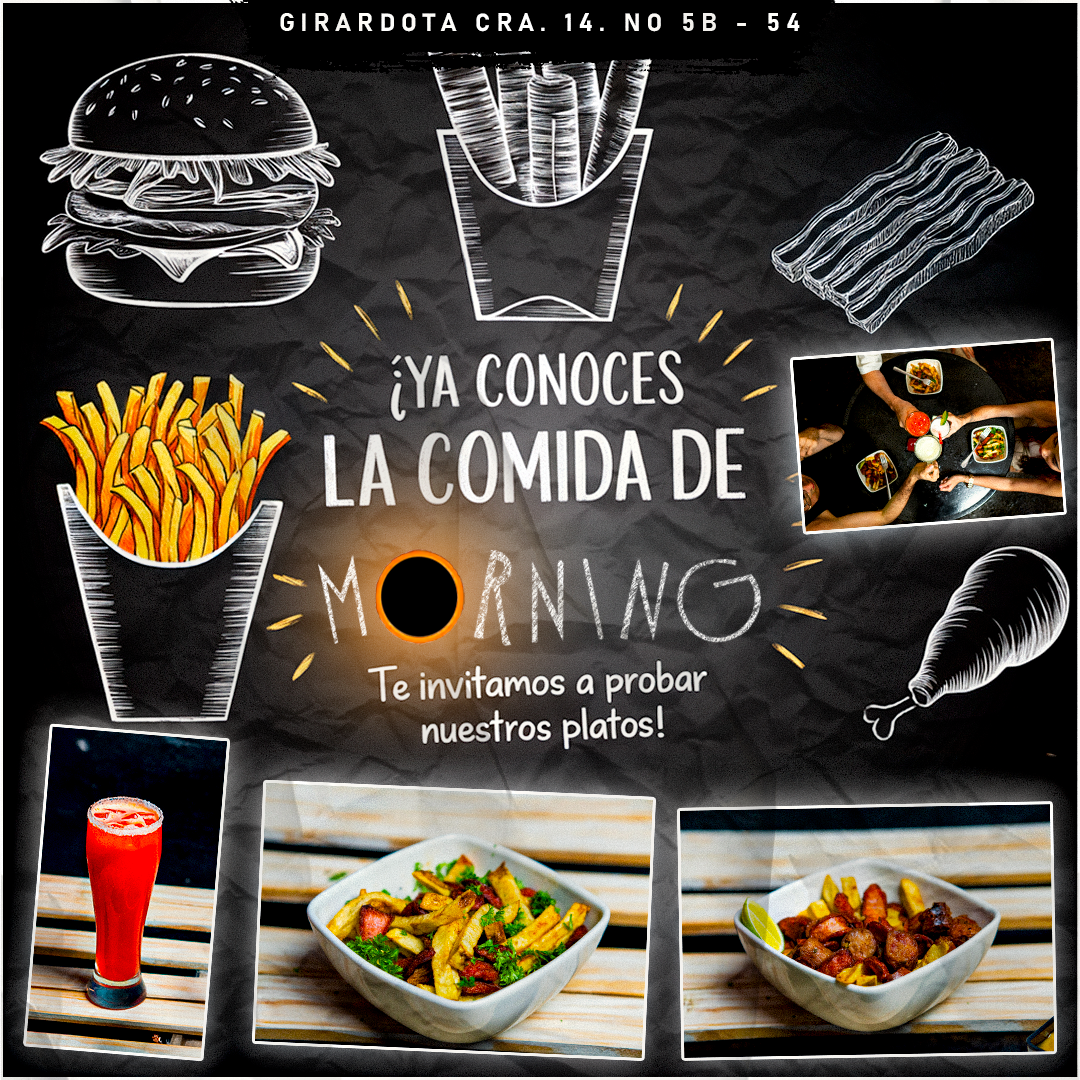 GIRARDOTA CRA. 14. NO 5B - 54
¡YA CONOCES
LA COMIDA DE
MORNING
Te invitamos a probar
nuestros platos!